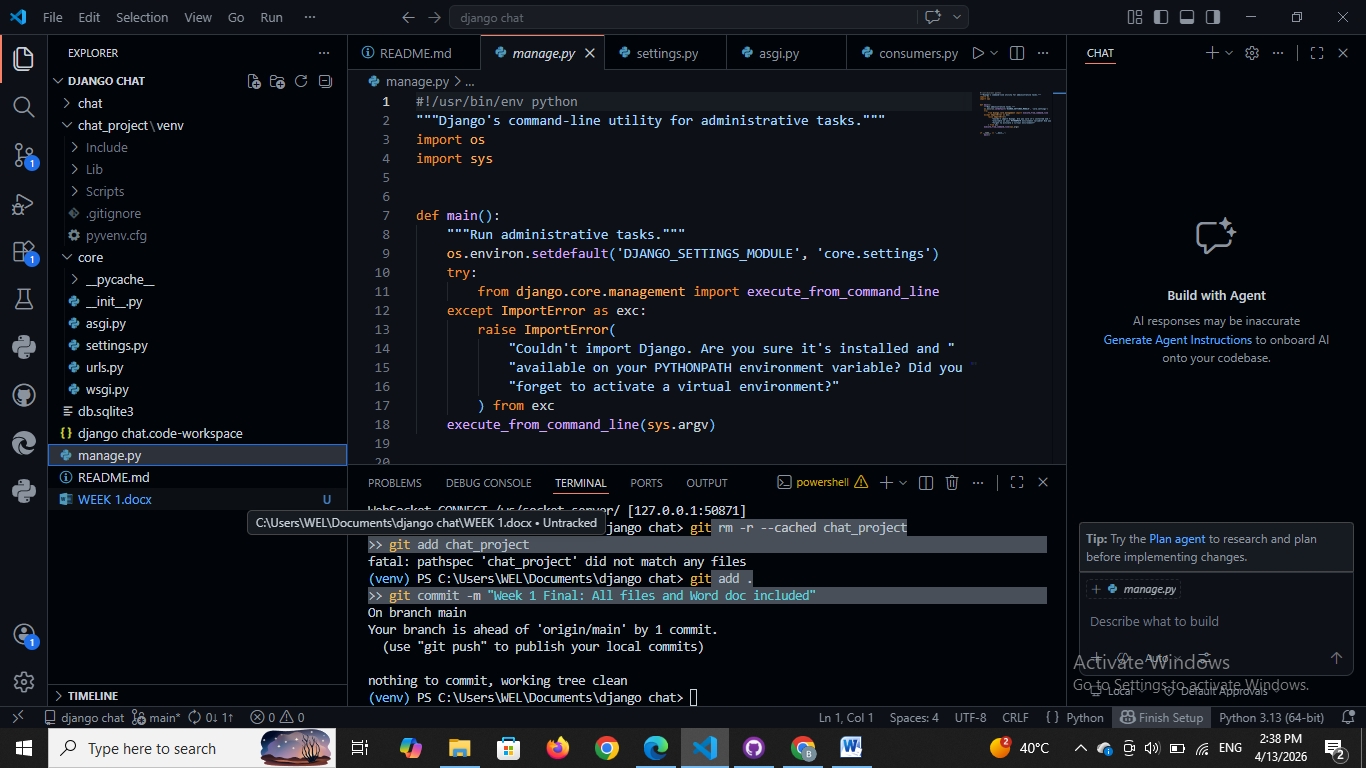 File Edit Selection View Go Run ··· django chat
EXPLORER ···
DJANGO CHAT
chat
chat_project \ venv
Include
Lib
Scripts
.gitignore
pyvenv.cfg
core
__pycache__
__init__.py
asgi.py
settings.py
urls.py
wsgi.py
db.sqlite3
{} django chat.code-workspace
manage.py
README.md
WEEK 1.docx U
C:\Users\WEL\Documents\django chat\WEEK 1.docx • Untracked
TIMELINE
1
1
1
README.md manage.py settings.py asgi.py consumers.py ···
manage.py > ...
1 #!/usr/bin/env python
2 """Django's command-line utility for administrative tasks."""
3 import os
4 import sys
5
6
7 def main():
8 """Run administrative tasks."""
9 os.environ.setdefault('DJANGO_SETTINGS_MODULE', 'core.settings')
10 try:
11 from django.core.management import execute_from_command_line
12 except ImportError as exc:
13 raise ImportError(
14 "Couldn't import Django. Are you sure it's installed and "
15 "available on your PYTHONPATH environment variable? Did you
16 "forget to activate a virtual environment?"
17 ) from exc
18 execute_from_command_line(sys.argv)
19
20
PROBLEMS DEBUG CONSOLE TERMINAL PORTS OUTPUT powershell ···
WebSocket CONNECT /ws/socket-server/ [127.0.0.1:50871]
django chat> git rm -r --cached chat_project
>> git add chat_project
fatal: pathspec 'chat_project' did not match any files
(venv) PS C:\Users\WEL\Documents\django chat> git add .
>> git commit -m "Week 1 Final: All files and Word doc included"
On branch main
Your branch is ahead of 'origin/main' by 1 commit.
(use "git push" to publish your local commits)
nothing to commit, working tree clean
(venv) PS C:\Users\WEL\Documents\django chat>
CHAT ···
Build with Agent
AI responses may be inaccurate
Generate Agent Instructions to onboard AI
onto your codebase.
Tip: Try the Plan agent to research and plan
before implementing changes.
+ manage.py
Describe what to build
Auto
Local Default Approvals
Activate Windows
Go to Settings to activate Windows.
django chat main* 0↓ 1↑ 0 0 Ln 1, Col 1 Spaces: 4 UTF-8 CRLF {} Python Finish Setup Python 3.13 (64-bit)
Type here to search 2 40°C ENG 2:38 PM
4/13/2026 2